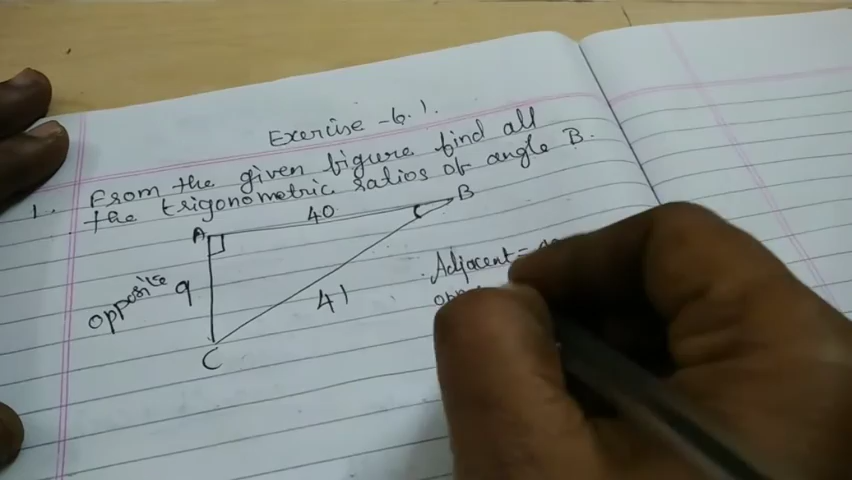 Exercise -6.1.
1. From the given figure find all
the trigonometric ratios of angle B.
A
40
B
opposite 9
41
Adjacent =
C